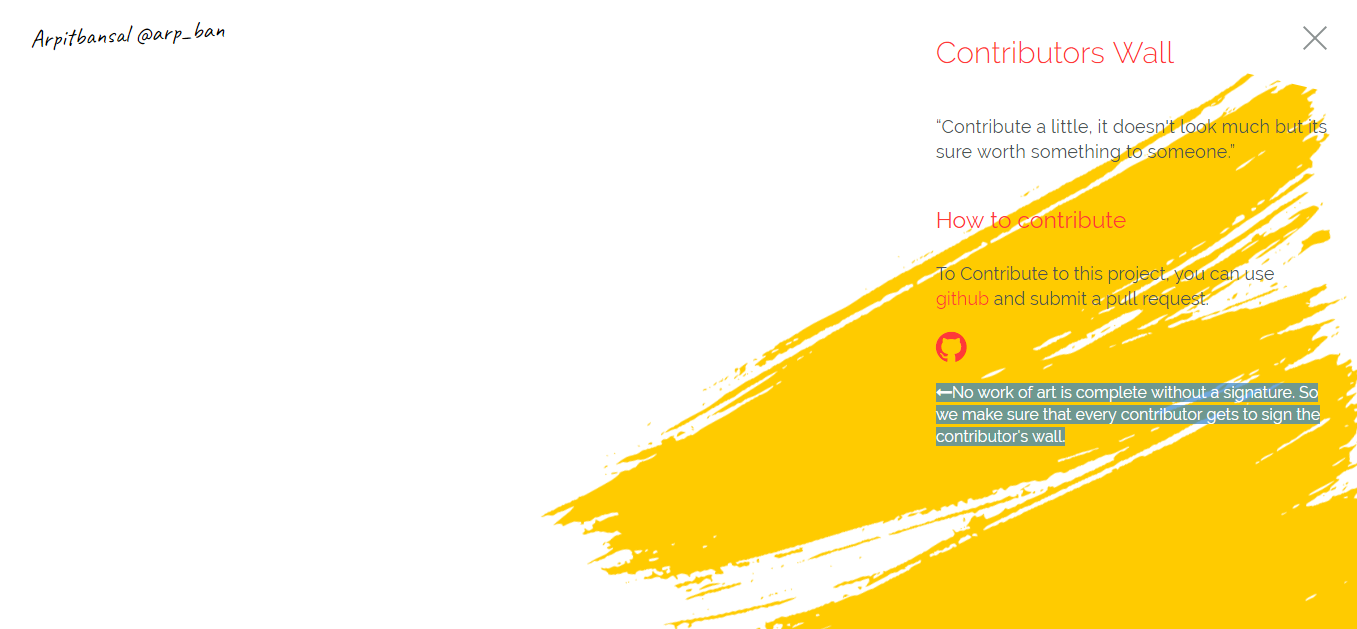 Arpitbansal @arp_ban
Contributors Wall
“Contribute a little, it doesn't look much but its
sure worth something to someone.”
How to contribute
To Contribute to this project, you can use
github and submit a pull request.
←No work of art is complete without a signature. So
we make sure that every contributor gets to sign the
contributor's wall.